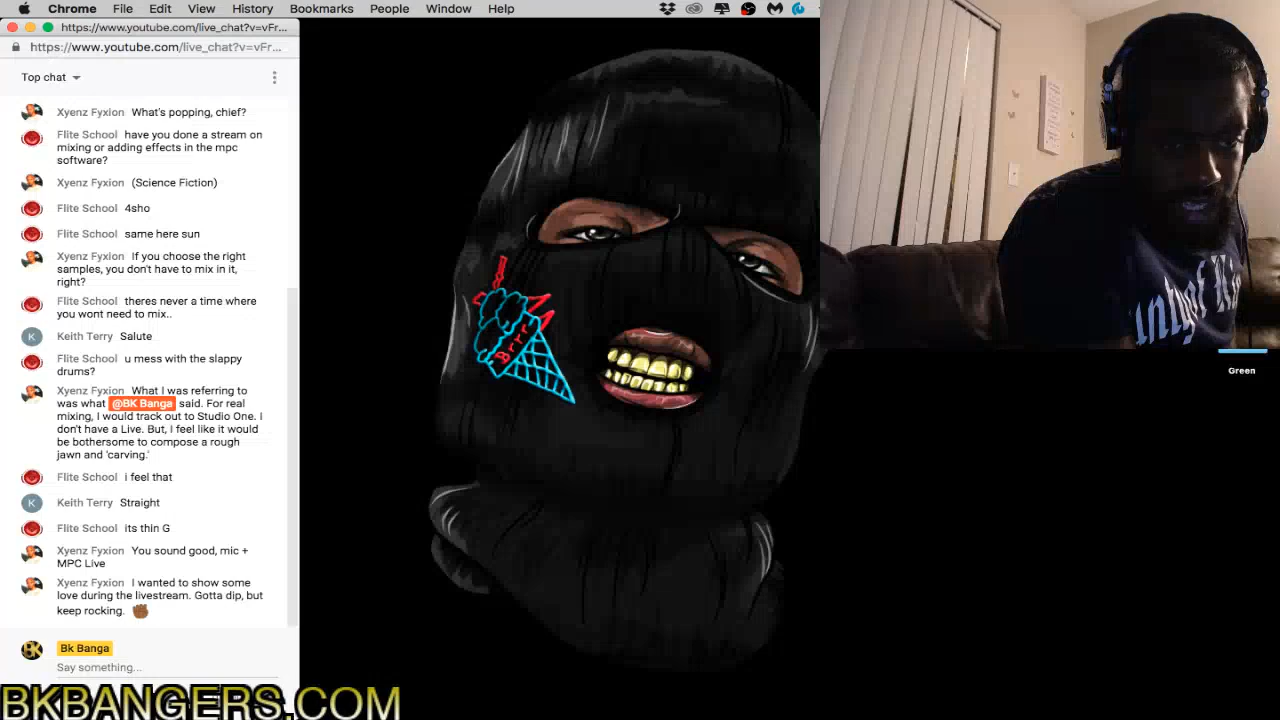 Chrome File Edit View History Bookmarks People Window Help
https://www.youtube.com/live_chat?v=vFr...
https://www.youtube.com/live_chat?v=vFr...
Top chat
Xyenz Fyxion What's popping, chief?
Flite School have you done a stream on
mixing or adding effects in the mpc
software?
Xyenz Fyxion (Science Fiction)
Flite School 4sho
Flite School same here sun
Xyenz Fyxion If you choose the right
samples, you don't have to mix in it,
right?
Flite School theres never a time where
you wont need to mix..
K Keith Terry Salute
Flite School u mess with the slappy
drums?
Xyenz Fyxion What I was referring to
was what @BK Banga said. For real
mixing, I would track out to Studio One. I
don't have a Live. But, I feel like it would
be bothersome to compose a rough
jawn and 'carving.'
Flite School i feel that
K Keith Terry Straight
Flite School its thin G
Xyenz Fyxion You sound good, mic +
MPC Live
Xyenz Fyxion I wanted to show some
love during the livestream. Gotta dip, but
keep rocking.
BK Bk Banga
Say something...
BKBANGERS.COM
Brrr
Green